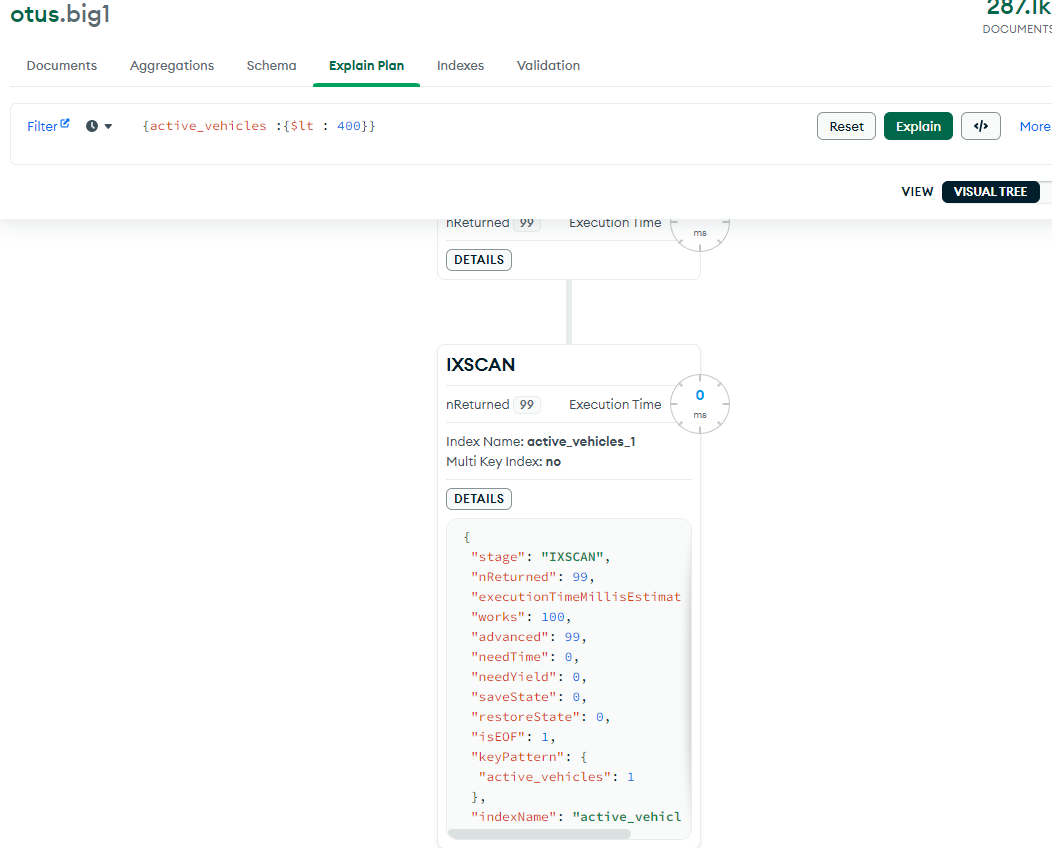 otus.big1
287.1k
DOCUMENTS
Documents Aggregations Schema Explain Plan Indexes Validation
Filter {active_vehicles :{$lt : 400}} Reset Explain </> More
VIEW VISUAL TREE
nReturned 99 Execution Time
ms
DETAILS
IXSCAN
nReturned 99 Execution Time 0
ms
Index Name: active_vehicles_1
Multi Key Index: no
DETAILS
{
"stage": "IXSCAN",
"nReturned": 99,
"executionTimeMillisEstimat
"works": 100,
"advanced": 99,
"needTime": 0,
"needYield": 0,
"saveState": 0,
"restoreState": 0,
"isEOF": 1,
"keyPattern": {
"active_vehicles": 1
},
"indexName": "active_vehicl